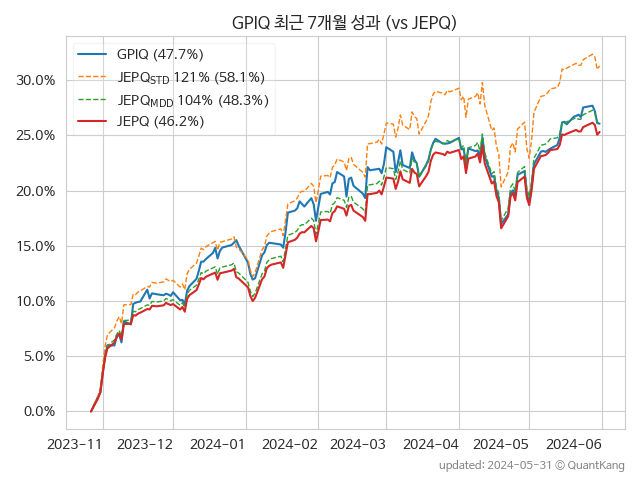 GPIQ 최근 7개월 성과 (vs JEPQ)
GPIQ (47.7%)
JEPQSTD 121% (58.1%)
JEPQMDD 104% (48.3%)
JEPQ (46.2%)
30.0%
25.0%
20.0%
15.0%
10.0%
5.0%
0.0%
2023-11 2023-12 2024-01 2024-02 2024-03 2024-04 2024-05 2024-06
updated: 2024-05-31 © QuantKang